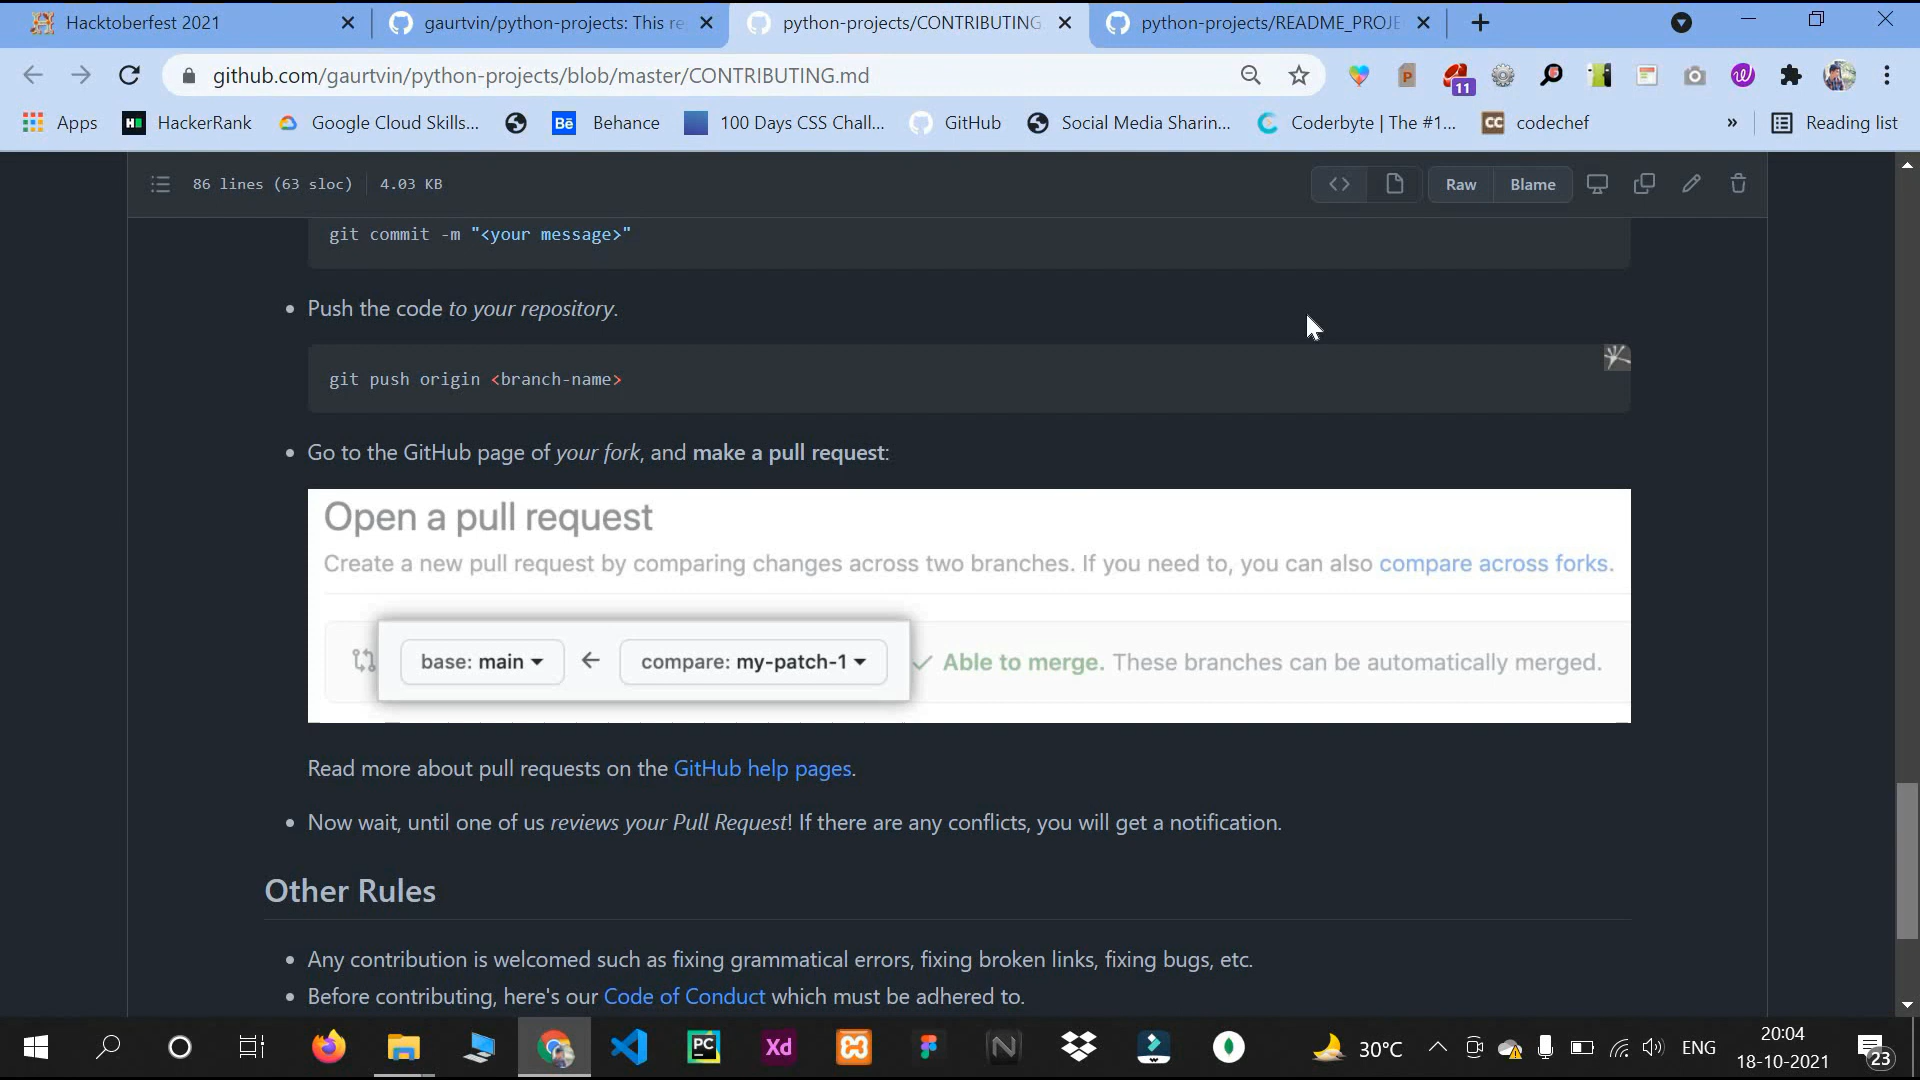 Hacktoberfest 2021
gaurtvin/python-projects: This re
python-projects/CONTRIBUTING.
python-projects/README_PROJE
github.com/gaurtvin/python-projects/blob/master/CONTRIBUTING.md
11
Apps
HackerRank
Google Cloud Skills...
Behance
100 Days CSS Chall...
GitHub
Social Media Sharin...
Coderbyte | The #1...
codechef
»
Reading list
86 lines (63 sloc) 4.03 KB
Raw
Blame
git commit -m "<your message>"
Push the code to your repository.
git push origin <branch-name>
Go to the GitHub page of your fork, and make a pull request:
Open a pull request
Create a new pull request by comparing changes across two branches. If you need to, you can also compare across forks.
base: main
compare: my-patch-1
Able to merge. These branches can be automatically merged.
Read more about pull requests on the GitHub help pages.
Now wait, until one of us reviews your Pull Request! If there are any conflicts, you will get a notification.
Other Rules
Any contribution is welcomed such as fixing grammatical errors, fixing broken links, fixing bugs, etc.
Before contributing, here's our Code of Conduct which must be adhered to.
30°C
ENG
20:04
18-10-2021
23